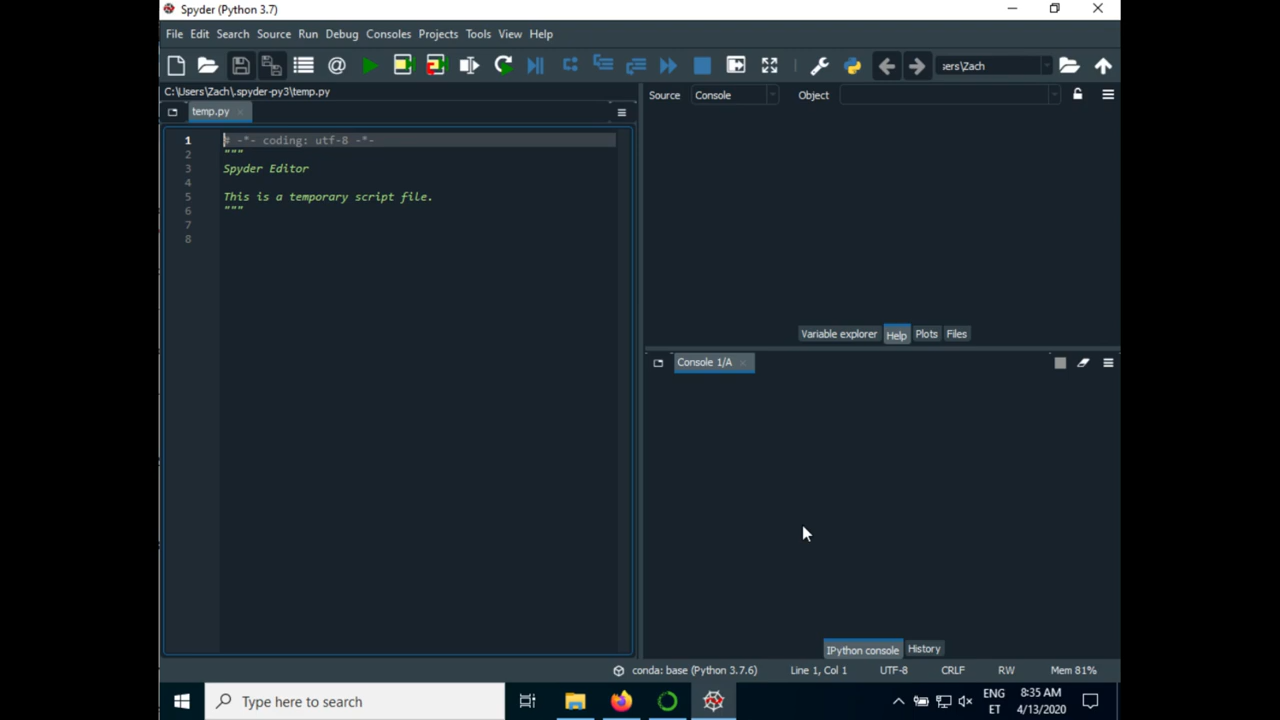 Spyder (Python 3.7)
File Edit Search Source Run Debug Consoles Projects Tools View Help
sers\Zach
C:\Users\Zach\.spyder-py3\temp.py
temp.py
Source Console Object
1 # -*- coding: utf-8 -*-
2 """
3 Spyder Editor
4
5 This is a temporary script file.
6 """
7
8
Variable explorer Help Plots Files
Console 1/A
IPython console History
conda: base (Python 3.7.6) Line 1, Col 1 UTF-8 CRLF RW Mem 81%
Type here to search
ENG
ET
8:35 AM
4/13/2020